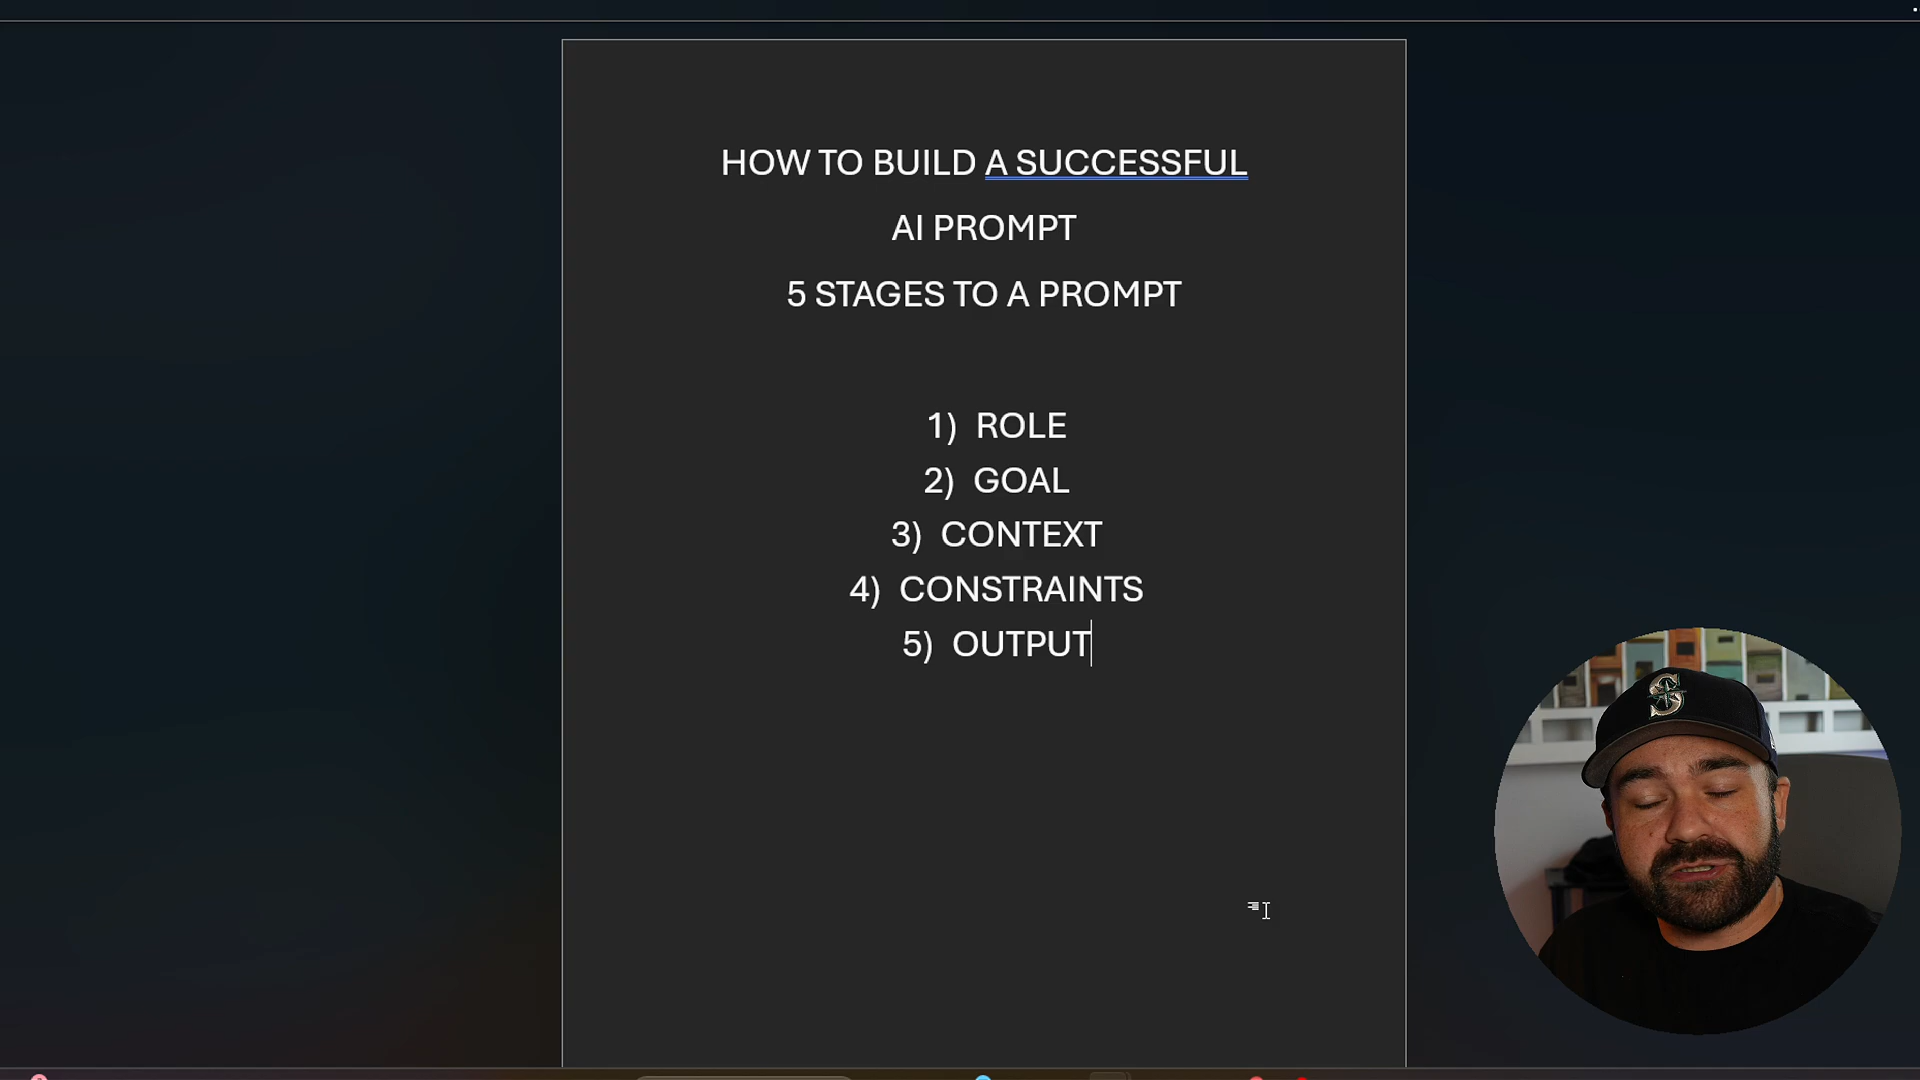 HOW TO BUILD A SUCCESSFUL
AI PROMPT
5 STAGES TO A PROMPT
1) ROLE
2) GOAL
3) CONTEXT
4) CONSTRAINTS
5) OUTPUT
S